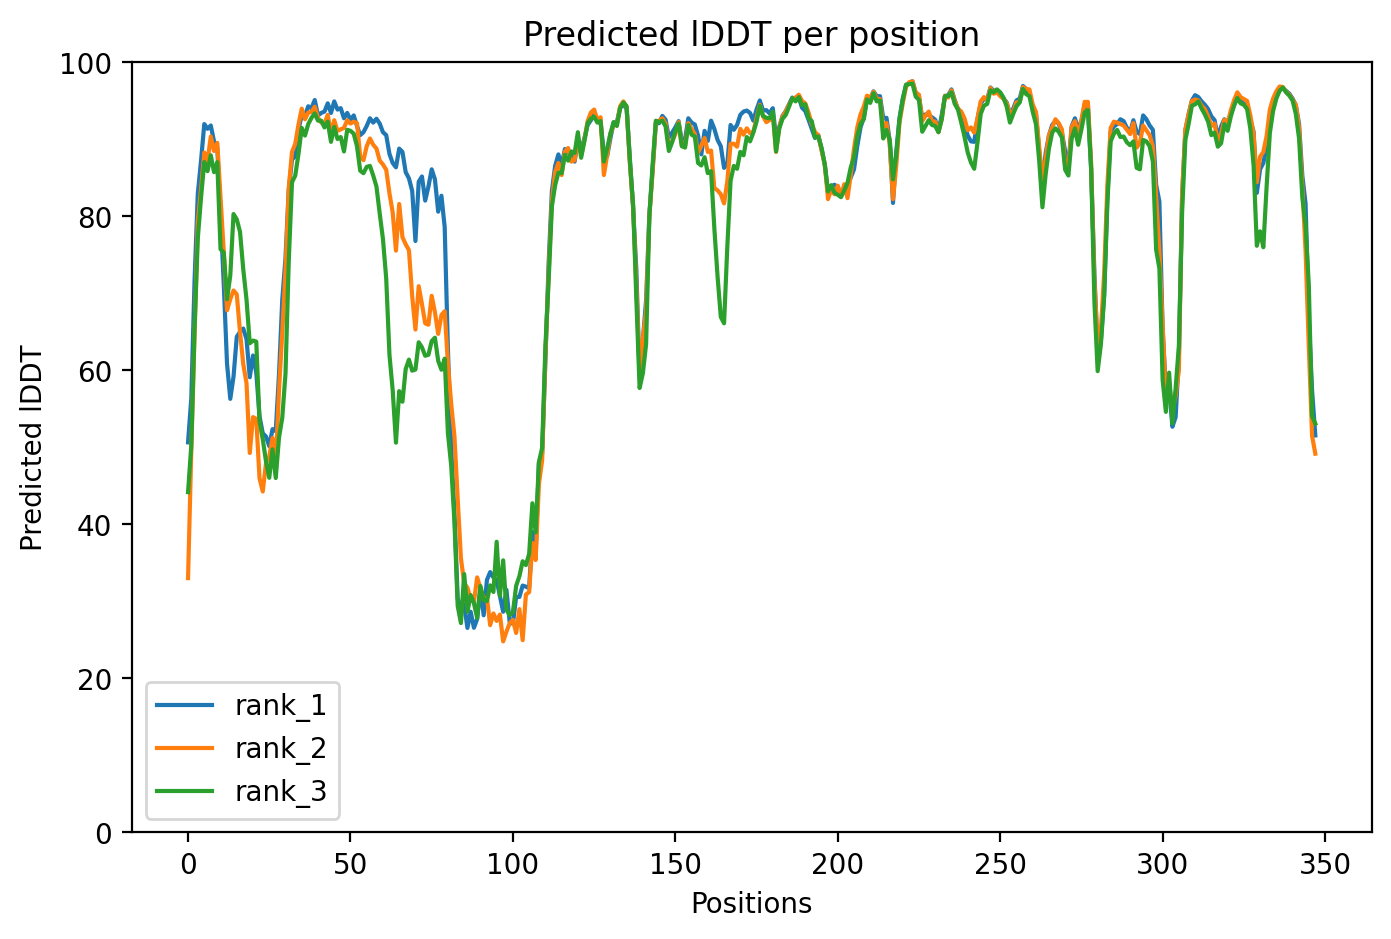 Predicted lDDT per position
Predicted lDDT
100
80
60
40
20
0
rank_1
rank_2
rank_3
0 50 100 150 200 250 300 350
Positions